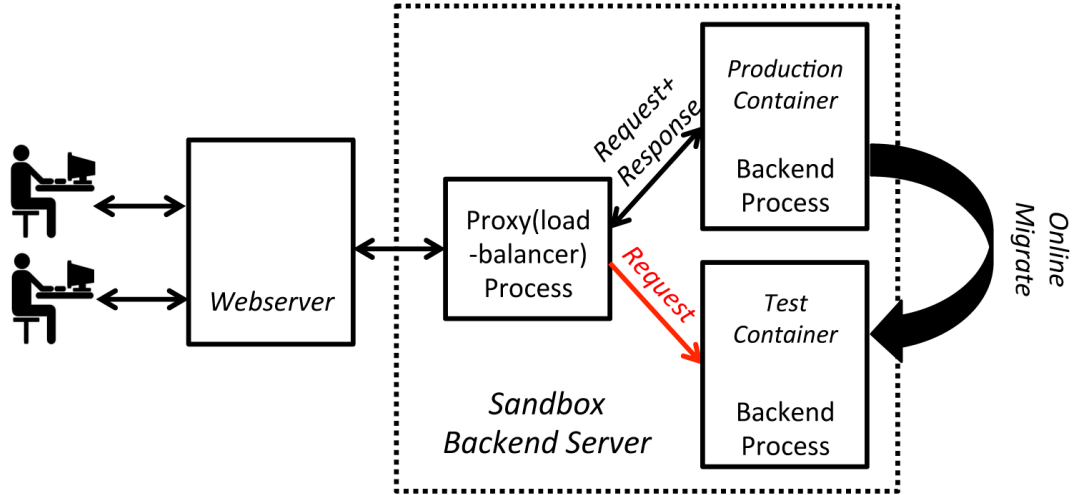 Webserver
Proxy(load
-balancer)
Process
Request+
Response
Request
Production
Container
Backend
Process
Test
Container
Backend
Process
Online
Migrate
Sandbox
Backend Server